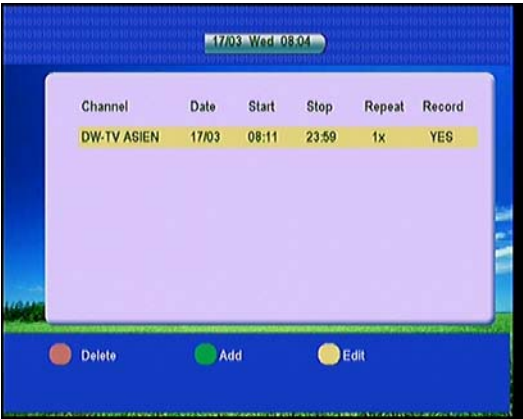 17/03 Wed 08:04
Channel Date Start Stop Repeat Record
DW-TV ASIEN 17/03 08:11 23:59 1x YES
Delete Add Edit